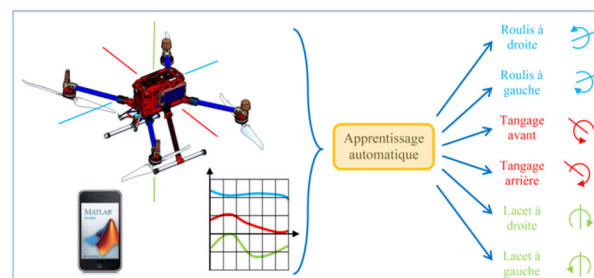 Roulis à
droite
Roulis à
gauche
Apprentissage
automatique
Tangage
avant
Tangage
arrière
MATLAB
Lacet à
droite
Lacet à
gauche